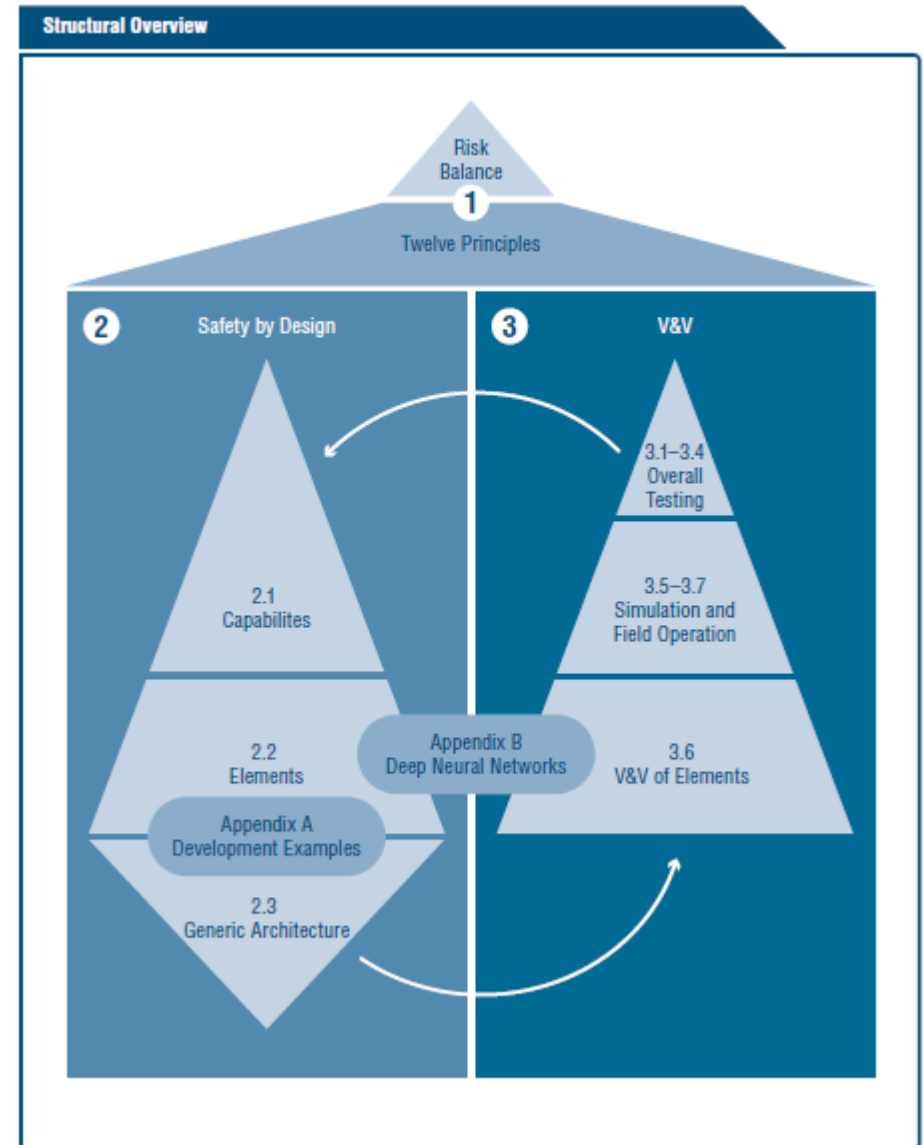 Structural Overview
Risk
Balance
1
Twelve Principles
2
Safety by Design
2.1
Capabilites
2.2
Elements
Appendix A
Development Examples
2.3
Generic Architecture
Appendix B
Deep Neural Networks
3
V&V
3.1–3.4
Overall
Testing
3.5–3.7
Simulation and
Field Operation
3.6
V&V of Elements